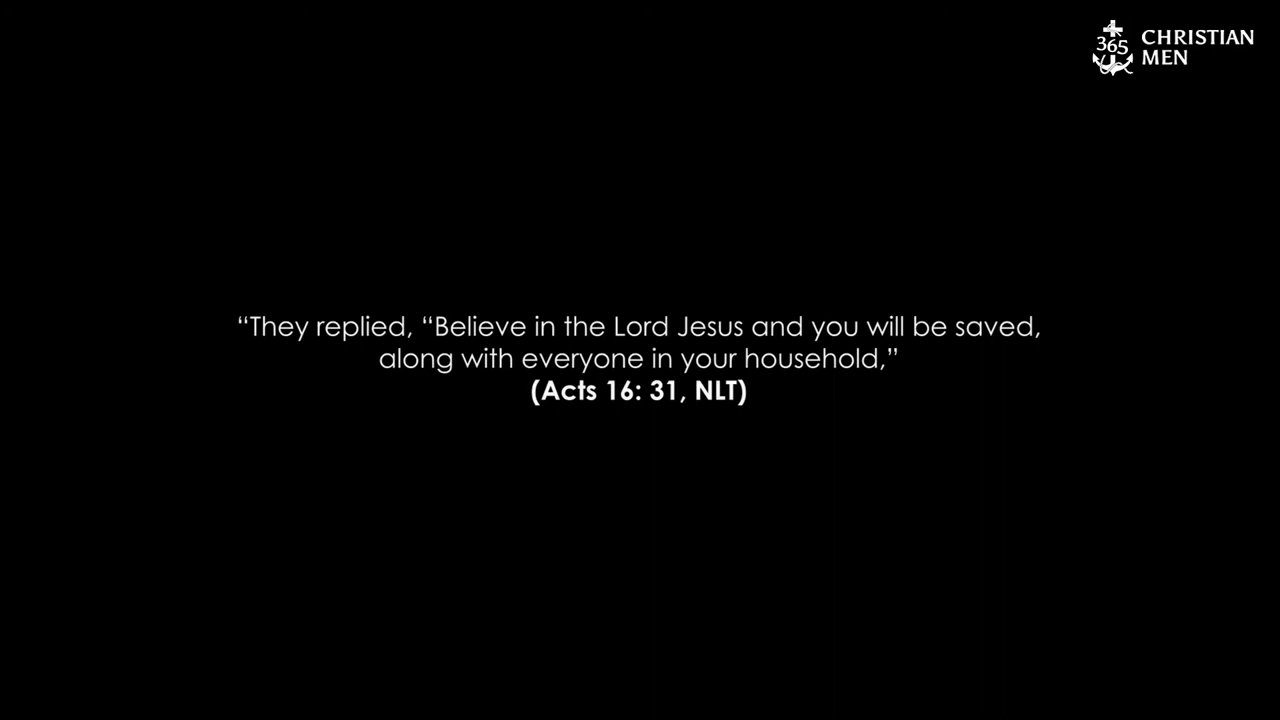 365
CHRISTIAN
MEN
“They replied, “Believe in the Lord Jesus and you will be saved,
along with everyone in your household,”
(Acts 16: 31, NLT)